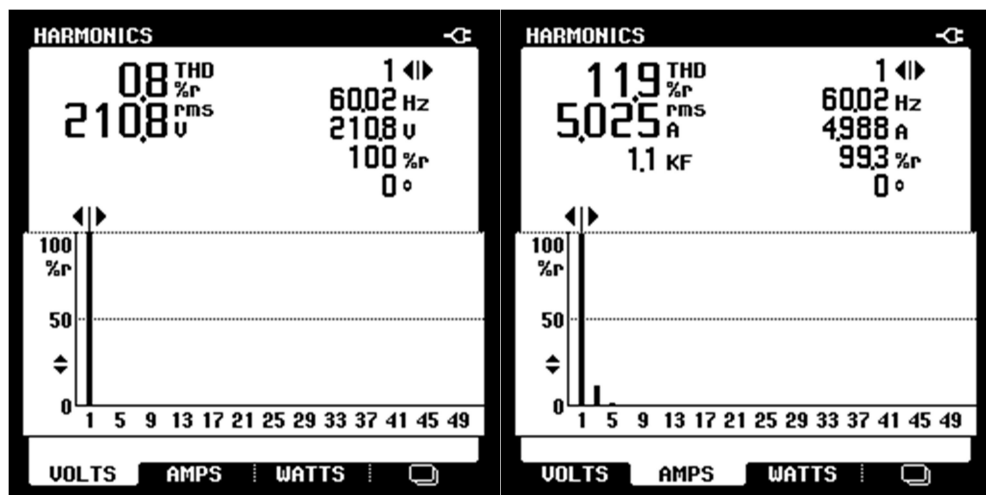 HARMONICS
0.8 THD %r
210.8 rms V
1
60.02 Hz
210.8 V
100 %r
0 °
100
%r
50
0
1 5 9 13 17 21 25 29 33 37 41 45 49
VOLTS AMPS WATTS
HARMONICS
11.9 THD %r
5.025 rms A
1.1 KF
1
60.02 Hz
4.988 A
99.3 %r
0 °
100
%r
50
0
1 5 9 13 17 21 25 29 33 37 41 45 49
VOLTS AMPS WATTS